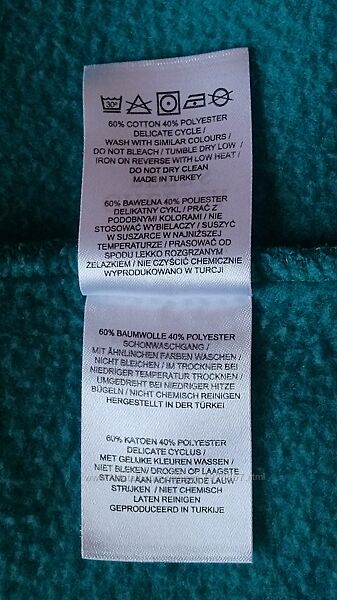 30°
60% COTTON 40% POLYESTER
DELICATE CYCLE /
WASH WITH SIMILAR COLOURS /
DO NOT BLEACH / TUMBLE DRY LOW /
IRON ON REVERSE WITH LOW HEAT /
DO NOT DRY CLEAN
MADE IN TURKEY
60% BAWEŁNA 40% POLIESTER
DELIKATNY CYKL / PRAĆ Z
PODOBNYMI KOLORAMI / NIE
STOSOWAĆ WYBIELACZY / SUSZYĆ
W SUSZARCE W NAJNIŻSZEJ
TEMPERATURZE / PRASOWAĆ OD
SPODU LEKKO ROZGRZANYM
ŻELAZKIEM / NIE CZYŚCIĆ CHEMICZNIE
WYPRODUKOWANO W TURCJI
60% BAUMWOLLE 40% POLYESTER
SCHONWASCHGANG /
MIT ÄHNLICHEN FARBEN WASCHEN /
NICHT BLEICHEN / IM TROCKNER BEI
NIEDRIGER TEMPERATUR TROCKNEN /
UMGEDREHT BEI NIEDRIGER HITZE
BÜGELN / NICHT CHEMISCH REINIGEN
HERGESTELLT IN DER TÜRKEI
60% KATOEN 40% POLYESTER
DELICATE CYCLUS /
MET GELIJKE KLEUREN WASSEN /
NIET BLEKEN/ DROGEN OP LAAGSTE
STAND / AAN ACHTERZIJDE LAUW
STRIJKEN / NIET CHEMISCH
LATEN REINIGEN
GEPRODUCEERD IN TURKIJE